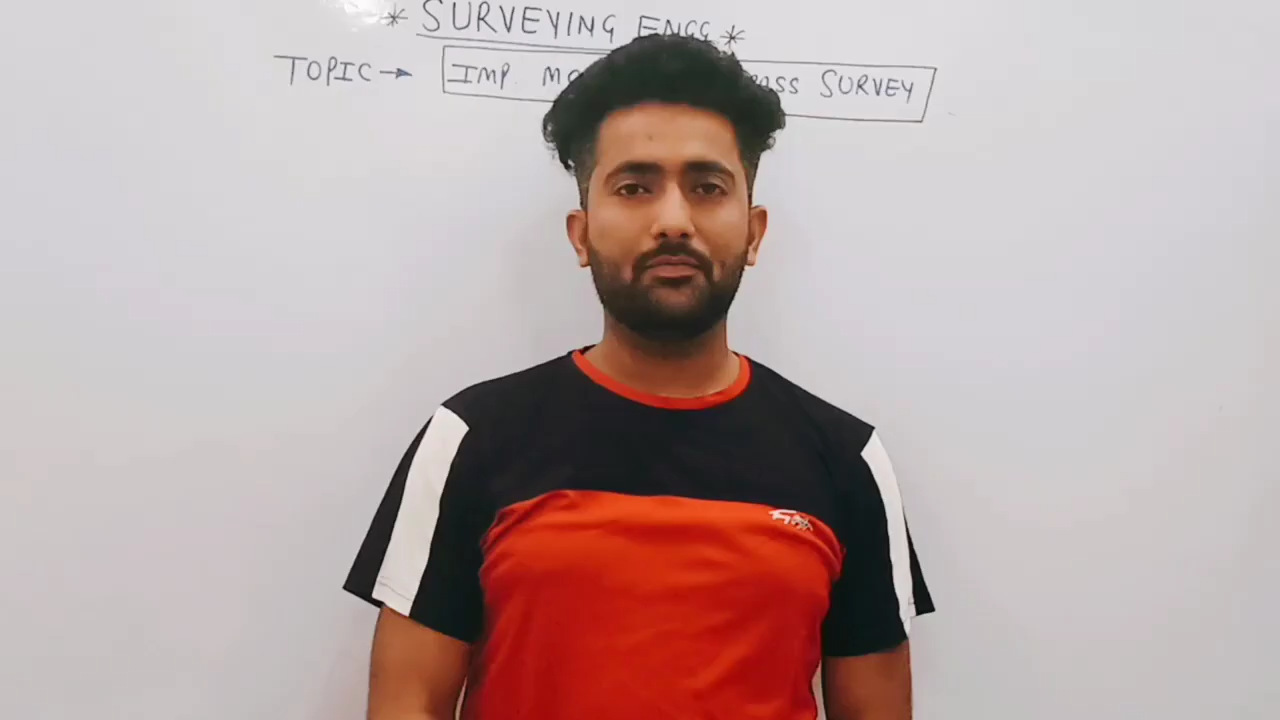 * SURVEYING ENGG *
TOPIC → IMP. SURVEY